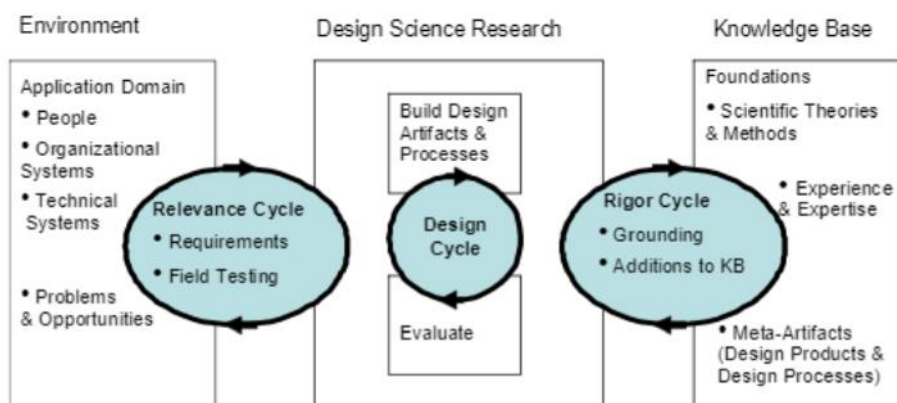 Environment
Design Science Research
Knowledge Base
Application Domain
• People
• Organizational
Systems
• Technical
Systems
• Problems
& Opportunities
Relevance Cycle
• Requirements
• Field Testing
Build Design
Artifacts &
Processes
Design
Cycle
Evaluate
Rigor Cycle
• Grounding
• Additions to KB
Foundations
• Scientific Theories
& Methods
• Experience
& Expertise
• Meta-Artifacts
(Design Products &
Design Processes)